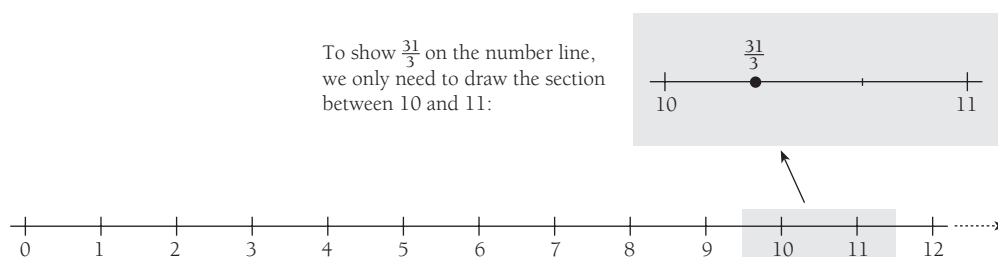 To show 31/3 on the number line,
we only need to draw the section
between 10 and 11:
31/3
10 11
0 1 2 3 4 5 6 7 8 9 10 11 12